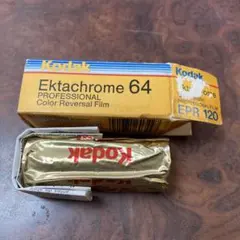 Kodak
Ektachrome 64
PROFESSIONAL
Color Reversal Film
Kodak
EPR 120
Kodak